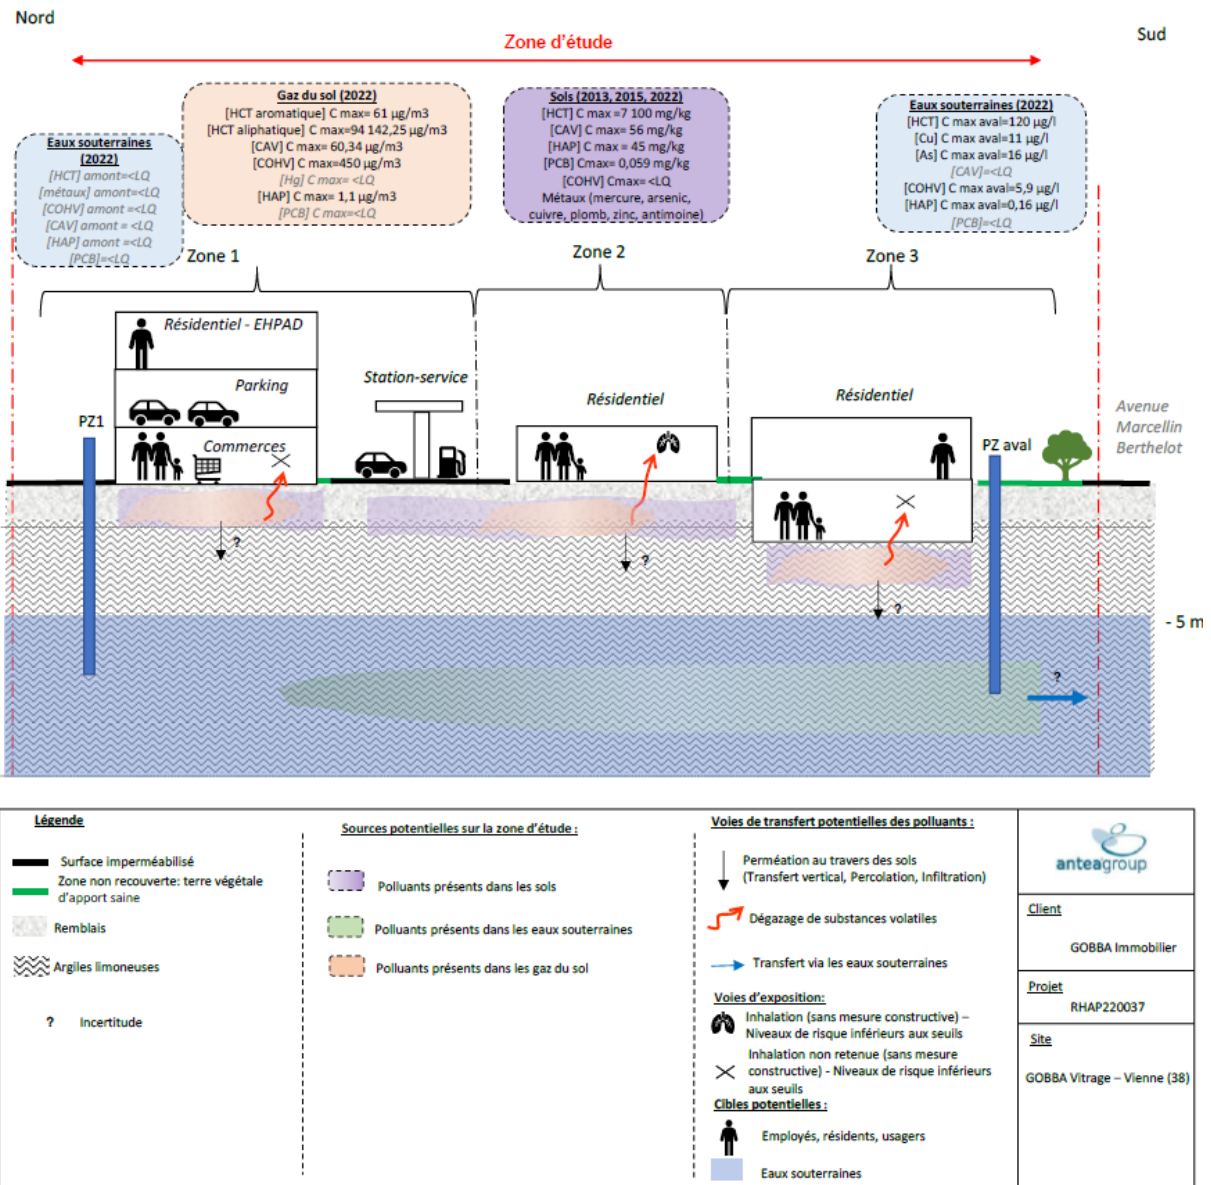 Nord
Sud
Zone d'étude
Eaux souterraines
(2022)
[HCT] amont=<LQ
[métaux] amont=<LQ
[COHV] amont =<LQ
[CAV] amont = <LQ
[HAP] amont =<LQ
[PCB]=<LQ
Gaz du sol (2022)
[HCT aromatique] C max= 61 µg/m3
[HCT aliphatique] C max=94 142,25 µg/m3
[CAV] C max= 60,34 µg/m3
[COHV] C max=450 µg/m3
[Hg] C max= <LQ
[HAP] C max= 1,1 µg/m3
[PCB] C max=<LQ
Sols (2013, 2015, 2022)
[HCT] C max =7 100 mg/kg
[CAV] C max= 56 mg/kg
[HAP] C max= 45 mg/kg
[PCB] Cmax= 0,059 mg/kg
[COHV] Cmax= <LQ
Métaux (mercure, arsenic,
cuivre, plomb, zinc, antimoine)
Eaux souterraines (2022)
[HCT] C max aval=120 µg/l
[Cu] C max aval=11 µg/l
[As] C max aval=16 µg/l
[CAV]=<LQ
[COHV] C max aval=5,9 µg/l
[HAP] C max aval=0,16 µg/l
[PCB]=<LQ
Zone 1
Zone 2
Zone 3
Résidentiel - EHPAD
Parking
Commerces
Station-service
Résidentiel
Résidentiel
PZ1
PZ aval
Avenue
Marcellin
Berthelot
?
?
?
- 5 m
?
Légende
Surface imperméabilisé
Zone non recouverte: terre végétale
d'apport saine
Remblais
Argiles limoneuses
? Incertitude
Sources potentielles sur la zone d'étude :
Polluants présents dans les sols
Polluants présents dans les eaux souterraines
Polluants présents dans les gaz du sol
Voies de transfert potentielles des polluants :
Perméation au travers des sols
(Transfert vertical, Percolation, Infiltration)
Dégazage de substances volatiles
Transfert via les eaux souterraines
Voies d'exposition:
Inhalation (sans mesure constructive) –
Niveaux de risque inférieurs aux seuils
Inhalation non retenue (sans mesure
constructive) - Niveaux de risque inférieurs
aux seuils
Cibles potentielles :
Employés, résidents, usagers
Eaux souterraines
anteagroup
Client
GOBBA Immobilier
Projet
RHAP220037
Site
GOBBA Vitrage – Vienne (38)